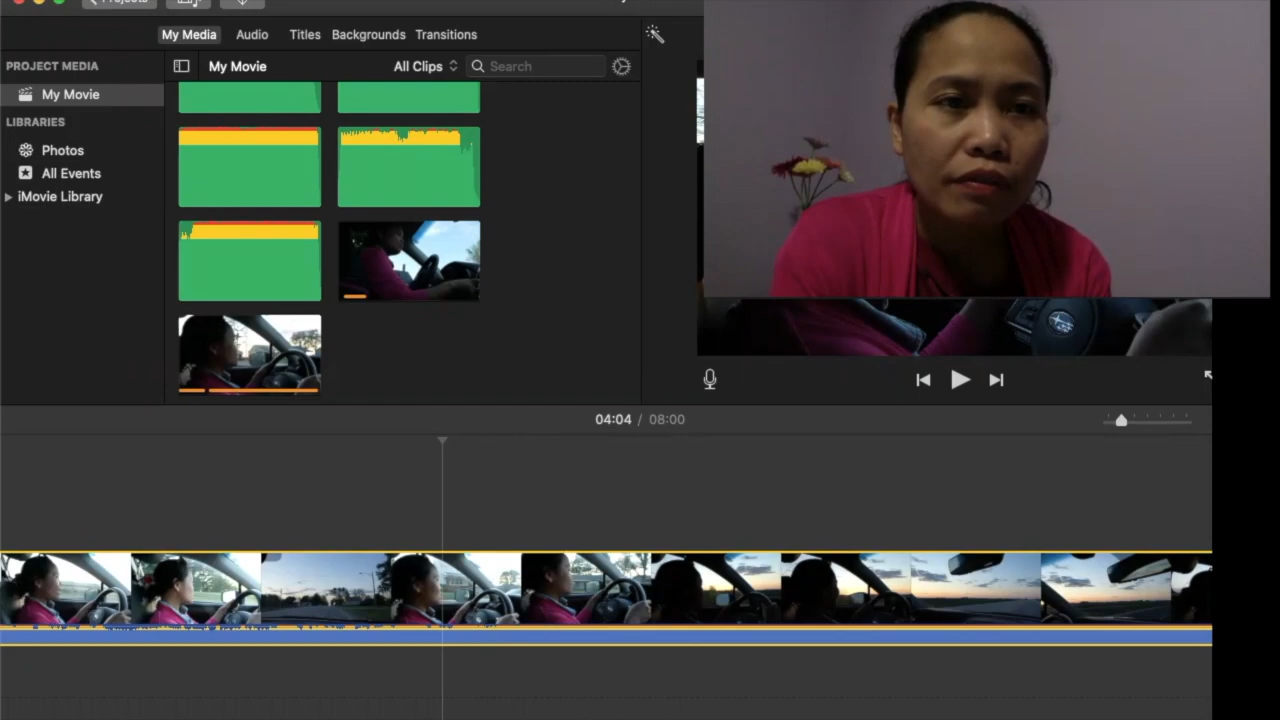 Projects
My Media Audio Titles Backgrounds Transitions
PROJECT MEDIA
My Movie
LIBRARIES
Photos
All Events
iMovie Library
My Movie All Clips Search
04:04 / 08:00